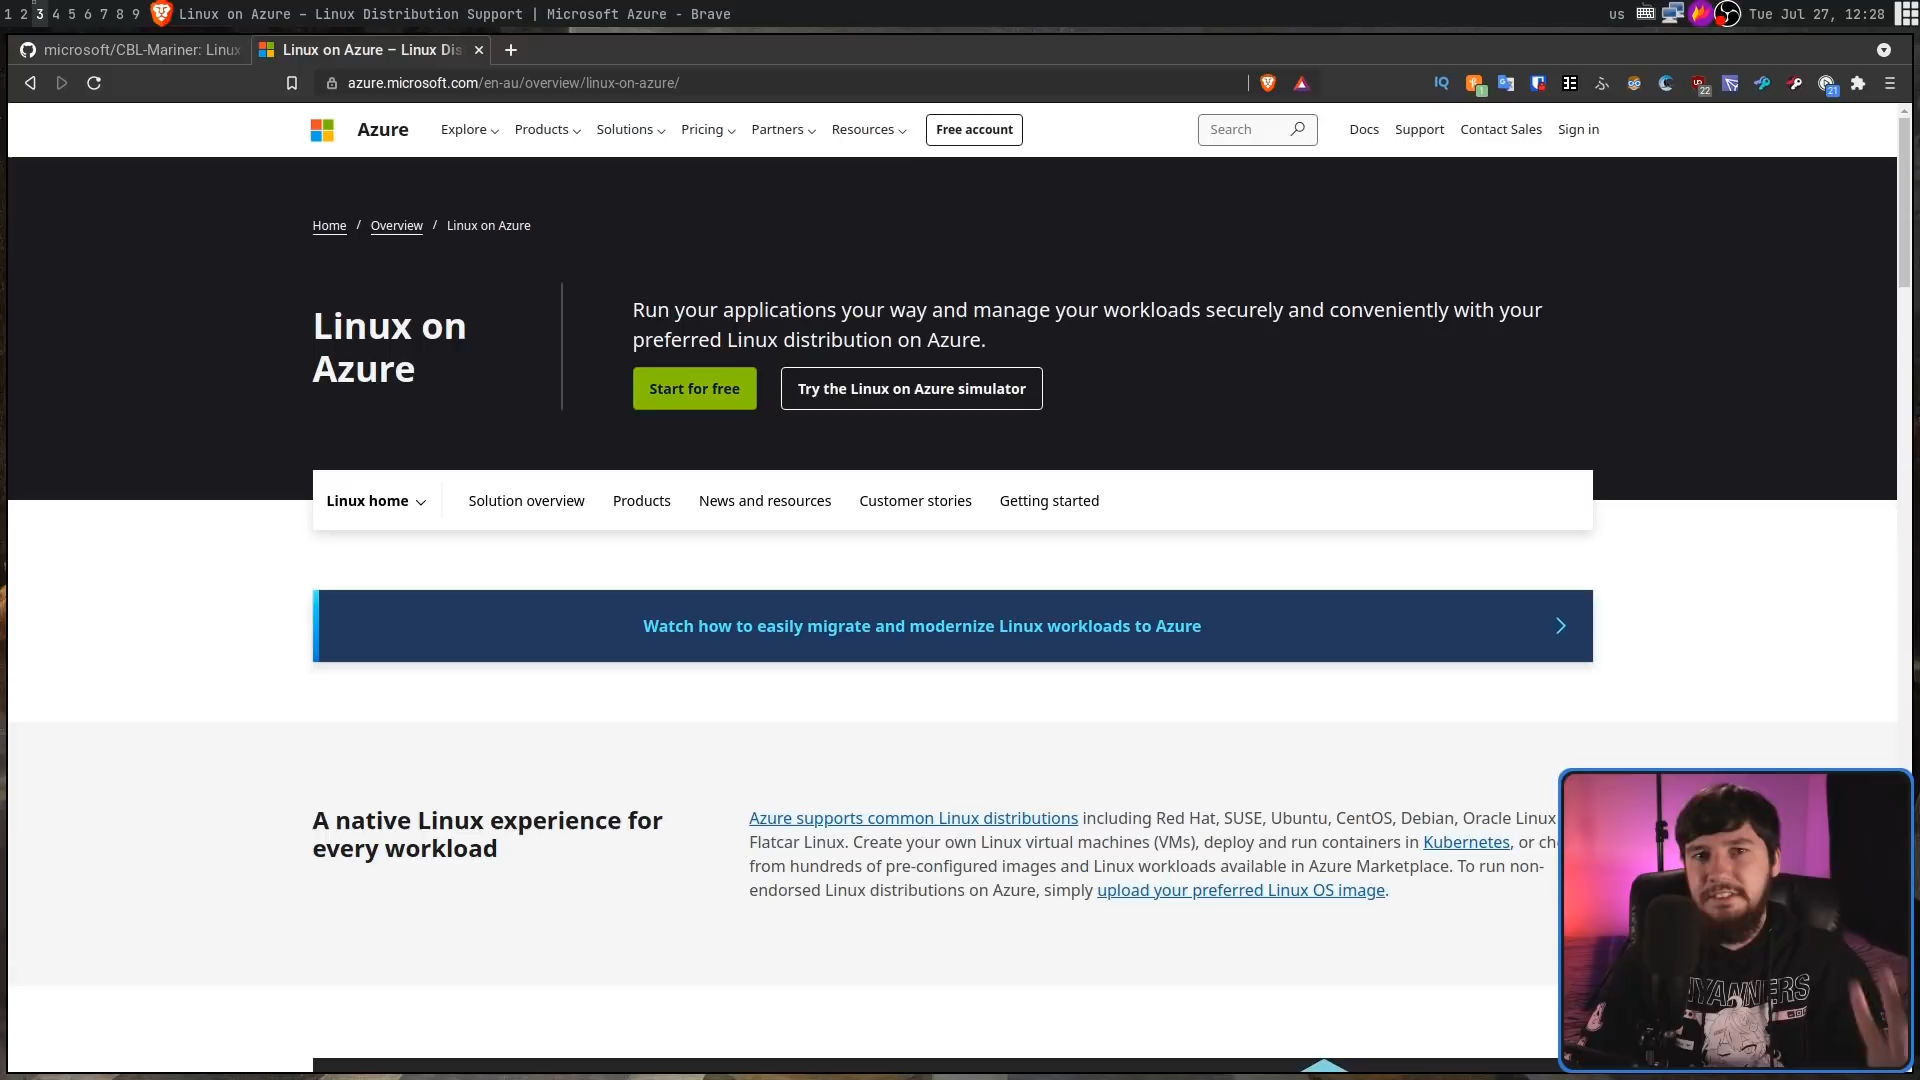 1 2 3 4 5 6 7 8 9 Linux on Azure – Linux Distribution Support | Microsoft Azure - Brave us Tue Jul 27, 12:28
microsoft/CBL-Mariner: Linux Linux on Azure – Linux Dis
azure.microsoft.com/en-au/overview/linux-on-azure/ IQ 1 22 21
Azure Explore Products Solutions Pricing Partners Resources Free account Search Docs Support Contact Sales Sign in
Home / Overview / Linux on Azure
Linux on
Azure
Run your applications your way and manage your workloads securely and conveniently with your
preferred Linux distribution on Azure.
Start for free Try the Linux on Azure simulator
Linux home Solution overview Products News and resources Customer stories Getting started
Watch how to easily migrate and modernize Linux workloads to Azure
A native Linux experience for
every workload
Azure supports common Linux distributions including Red Hat, SUSE, Ubuntu, CentOS, Debian, Oracle Linux
Flatcar Linux. Create your own Linux virtual machines (VMs), deploy and run containers in Kubernetes, or ch
from hundreds of pre-configured images and Linux workloads available in Azure Marketplace. To run non-
endorsed Linux distributions on Azure, simply upload your preferred Linux OS image.
NYANNERS